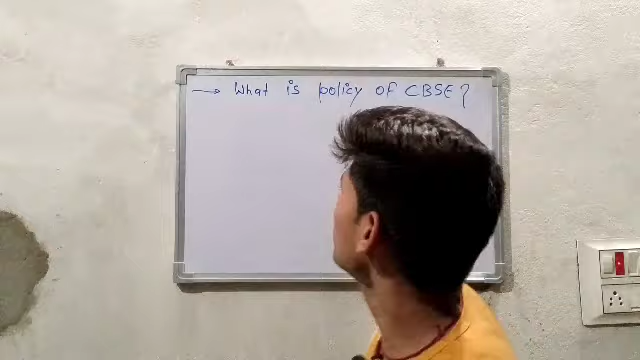 → What is policy of CBSE?